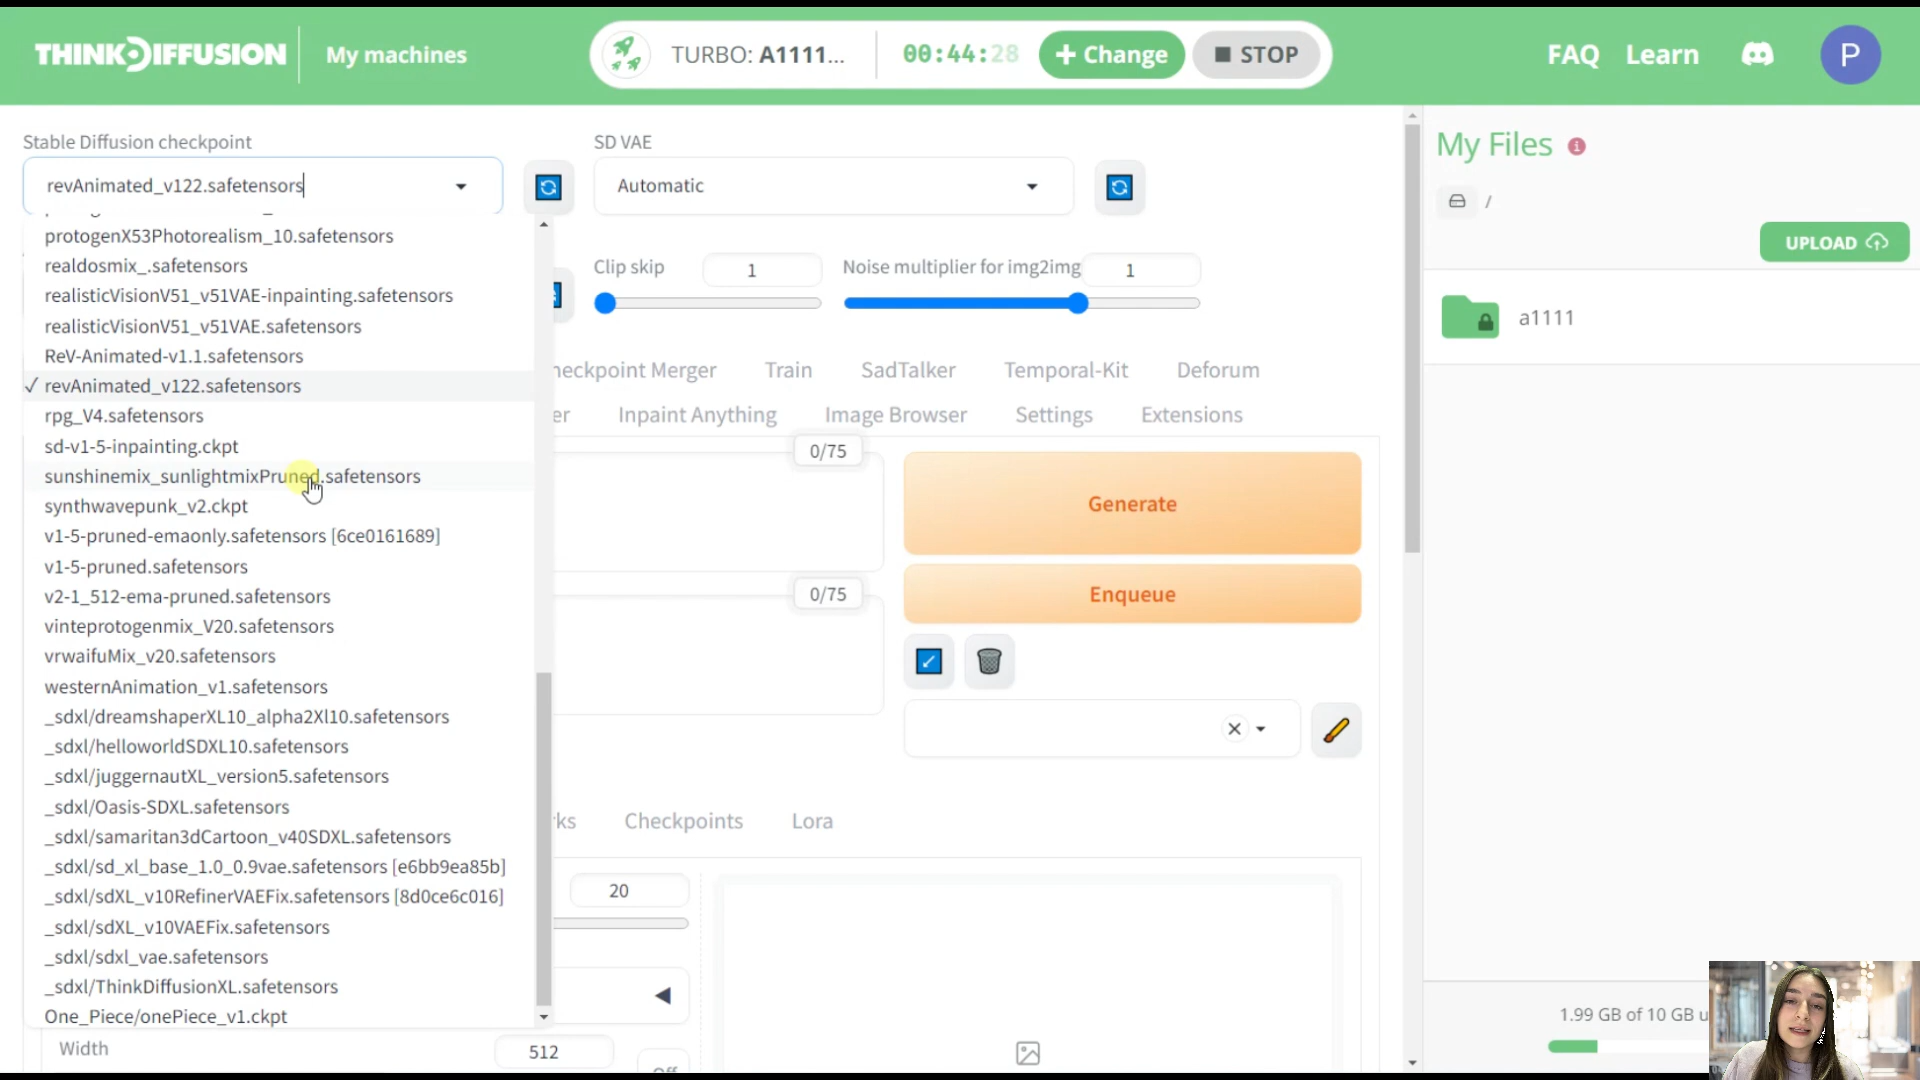 THINKDIFFUSION
My machines
TURBO: A1111...
00:44:28
+ Change
STOP
FAQ
Learn
P
Stable Diffusion checkpoint
revAnimated_v122.safetensors
SD VAE
Automatic
Clip skip
1
Noise multiplier for img2img
1
protogenX53Photorealism_10.safetensors
realdosmix_.safetensors
realisticVisionV51_v51VAE-inpainting.safetensors
realisticVisionV51_v51VAE.safetensors
ReV-Animated-v1.1.safetensors
✓ revAnimated_v122.safetensors
rpg_V4.safetensors
sd-v1-5-inpainting.ckpt
sunshinemix_sunlightmixPruned.safetensors
synthwavepunk_v2.ckpt
v1-5-pruned-emaonly.safetensors [6ce0161689]
v1-5-pruned.safetensors
v2-1_512-ema-pruned.safetensors
vinteprotogenmix_V20.safetensors
vrwaifuMix_v20.safetensors
westernAnimation_v1.safetensors
_sdxl/dreamshaperXL10_alpha2Xl10.safetensors
_sdxl/helloworldSDXL10.safetensors
_sdxl/juggernautXL_version5.safetensors
_sdxl/Oasis-SDXL.safetensors
_sdxl/samaritan3dCartoon_v40SDXL.safetensors
_sdxl/sd_xl_base_1.0_0.9vae.safetensors [e6bb9ea85b]
_sdxl/sdXL_v10RefinerVAEFix.safetensors [8d0ce6c016]
_sdxl/sdXL_v10VAEFix.safetensors
_sdxl/sdxl_vae.safetensors
_sdxl/ThinkDiffusionXL.safetensors
One_Piece/onePiece_v1.ckpt
heckpoint Merger
Train
SadTalker
Temporal-Kit
Deforum
er
Inpaint Anything
Image Browser
Settings
Extensions
0/75
Generate
0/75
Enqueue
ks
Checkpoints
Lora
20
Width
512
My Files
/
UPLOAD
a1111
1.99 GB of 10 GB u